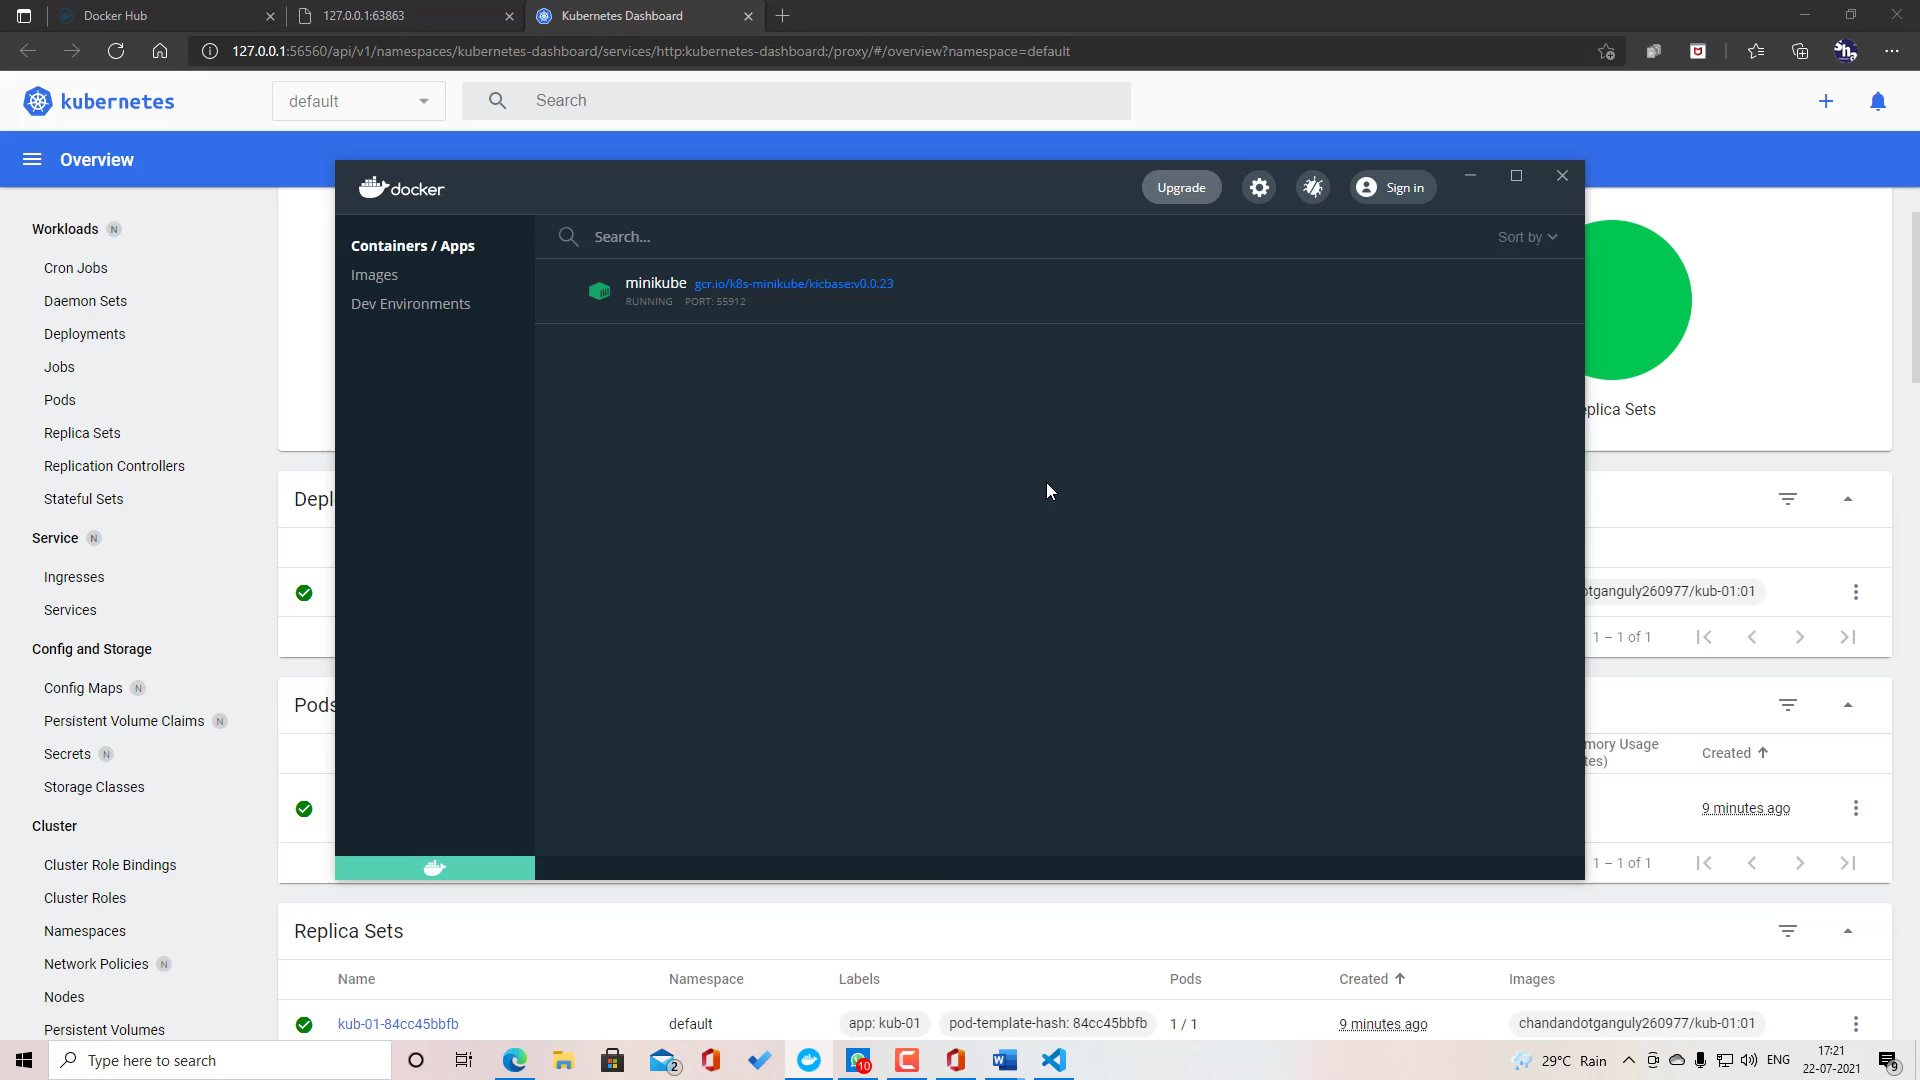 Docker Hub
127.0.0.1:63863
Kubernetes Dashboard
127.0.0.1:56560/api/v1/namespaces/kubernetes-dashboard/services/http:kubernetes-dashboard:/proxy/#/overview?namespace=default
kubernetes
default
Search
Overview
docker
Upgrade
Sign in
Containers / Apps
Images
Dev Environments
Search...
Sort by
minikube gcr.io/k8s-minikube/kicbase:v0.0.23
RUNNING PORT: 55912
Workloads N
Cron Jobs
Daemon Sets
Deployments
Jobs
Pods
Replica Sets
Replication Controllers
Stateful Sets
Service N
Ingresses
Services
Config and Storage
Config Maps N
Persistent Volume Claims N
Secrets N
Storage Classes
Cluster
Cluster Role Bindings
Cluster Roles
Namespaces
Network Policies N
Nodes
Persistent Volumes
eplica Sets
Depl
otganguly260977/kub-01:01
1 – 1 of 1
Pods
mory Usage
tes)
Created
9 minutes ago
1 – 1 of 1
Replica Sets
Name Namespace Labels Pods Created Images
kub-01-84cc45bbfb default app: kub-01 pod-template-hash: 84cc45bbfb 1 / 1 9 minutes ago chandandotganguly260977/kub-01:01
Type here to search
2
10
29°C Rain
ENG
17:21
22-07-2021
9